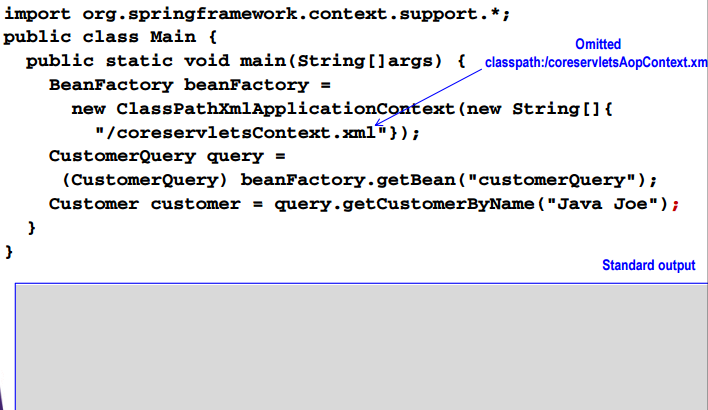 import org.springframework.context.support.*;
public class Main {
public static void main(String[]args) {
Omitted
classpath:/coreservletsAopContext.xm
BeanFactory beanFactory =
new ClassPathXmlApplicationContext(new String[]{
"/coreservletsContext.xml"});
CustomerQuery query =
(CustomerQuery) beanFactory.getBean("customerQuery");
Customer customer = query.getCustomerByName("Java Joe");
}
}
Standard output